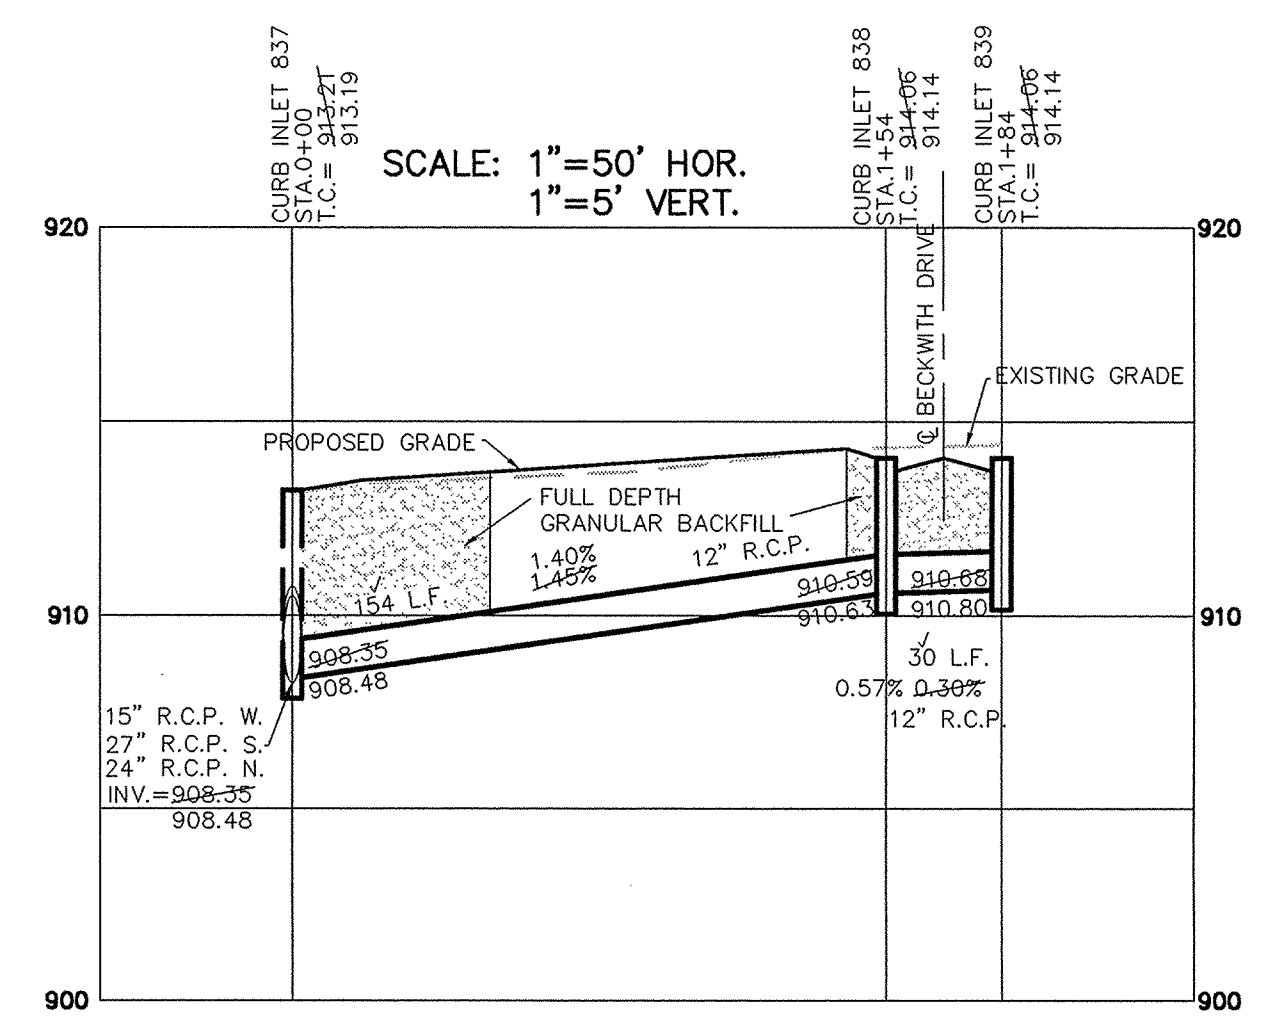 CURB INLET 837
STA.0+00
T.C.= 913.21
913.19
SCALE: 1"=50' HOR.
1"=5' VERT.
CURB INLET 838
STA.1+54
T.C.= 914.06
914.14
CURB INLET 839
STA.1+84
T.C.= 914.06
914.14
920
920
℄ BECKWITH DRIVE
EXISTING GRADE
PROPOSED GRADE
FULL DEPTH
GRANULAR BACKFILL
1.40%
1.45%
12" R.C.P.
154 L.F.
910.59
910.63
910.68
910.80
910
910
908.35
908.48
30 L.F.
0.57% 0.30%
12" R.C.P.
15" R.C.P. W.
27" R.C.P. S.
24" R.C.P. N.
INV.=908.35
908.48
900
900